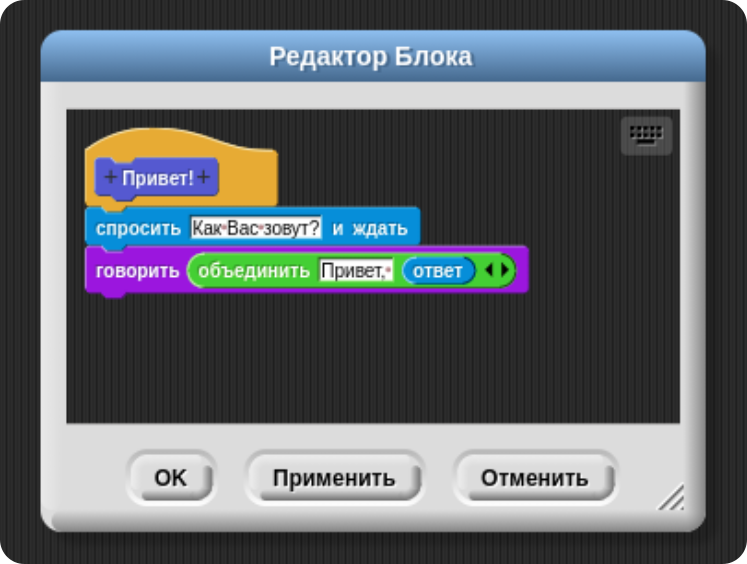 Редактор Блока
+ Привет! +
спросить Как Вас зовут? и ждать
говорить объединить Привет, ответ
OK Применить Отменить